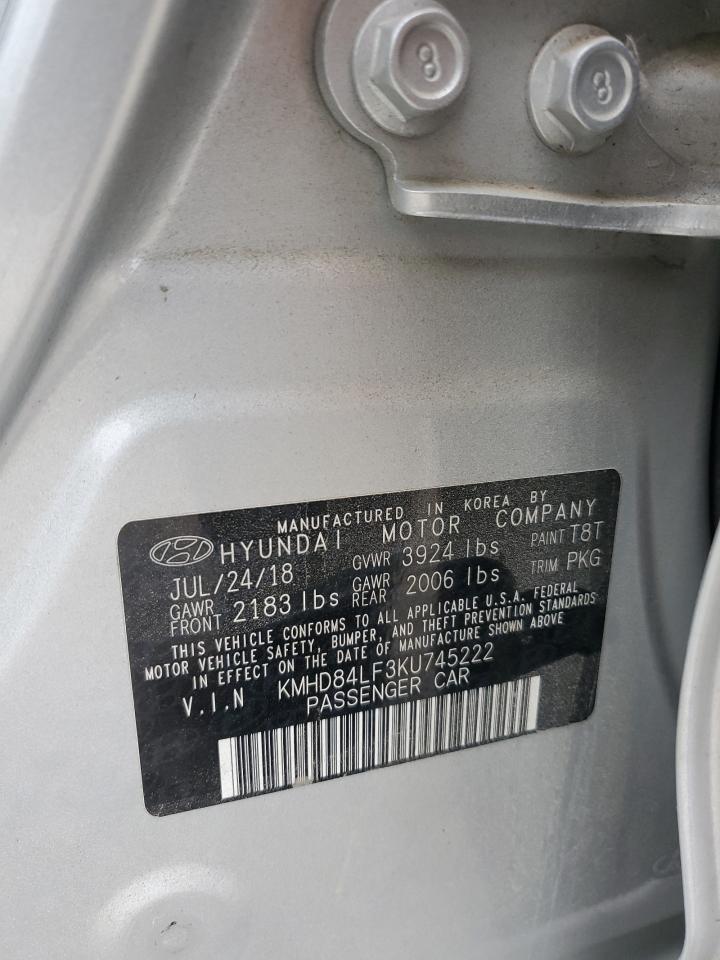 8
8
MANUFACTURED IN KOREA BY
HYUNDAI MOTOR COMPANY
JUL/24/18 GVWR 3924 lbs PAINT T8T
GAWR FRONT 2183 lbs GAWR REAR 2006 lbs TRIM PKG
THIS VEHICLE CONFORMS TO ALL APPLICABLE U.S.A. FEDERAL
MOTOR VEHICLE SAFETY, BUMPER, AND THEFT PREVENTION STANDARDS
IN EFFECT ON THE DATE OF MANUFACTURE SHOWN ABOVE
V.I.N KMHD84LF3KU745222
PASSENGER CAR